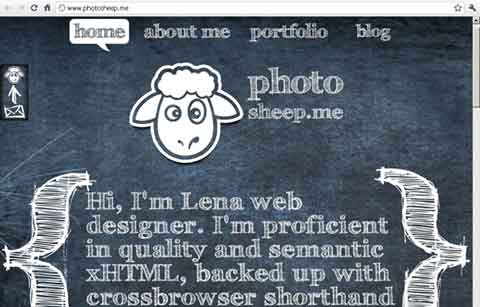 www.photosheep.me
home about me portfolio blog
photo
sheep.me
Hi, I'm Lena web
designer. I'm proficient
in quality and semantic
xHTML, backed up with
crossbrowser shorthand